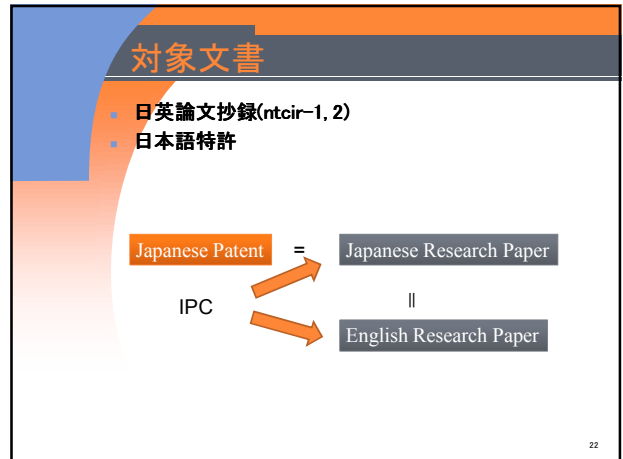 対象文書
日英論文抄録(ntcir-1,2)
日本語特許
Japanese Patent = Japanese Research Paper
IPC
||
English Research Paper
22